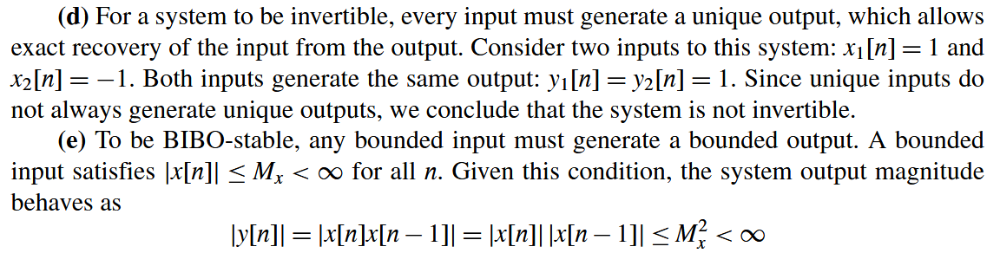 (d) For a system to be invertible, every input must generate a unique output, which allows
exact recovery of the input from the output. Consider two inputs to this system: x₁[n] = 1 and
x₂[n] = −1. Both inputs generate the same output: y₁[n] = y₂[n] = 1. Since unique inputs do
not always generate unique outputs, we conclude that the system is not invertible.
(e) To be BIBO-stable, any bounded input must generate a bounded output. A bounded
input satisfies |x[n]| ≤ Mₓ < ∞ for all n. Given this condition, the system output magnitude
behaves as
|y[n]| = |x[n]x[n − 1]| = |x[n]| |x[n − 1]| ≤ Mₓ² < ∞